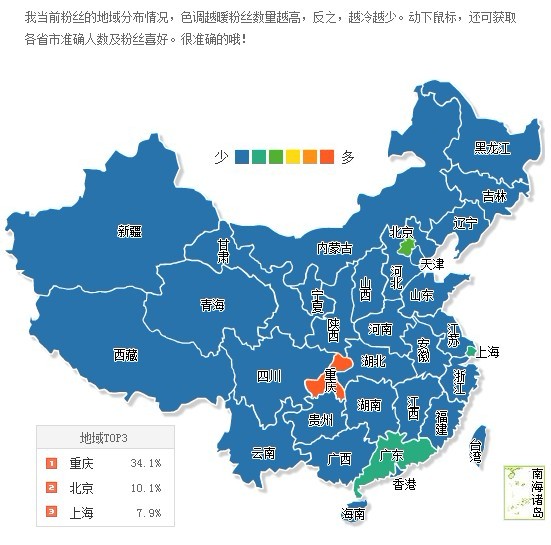 我当前粉丝的地域分布情况，色调越暖粉丝数量越高，反之，越冷越少。动下鼠标，还可获取
各省市准确人数及粉丝喜好。很准确的哦！
少 多
黑龙江
吉林
辽宁
北京
天津
新疆
甘肃
内蒙古
河北
山西
山东
宁夏
青海
陕西
河南
江苏
安徽
上海
西藏
四川
重庆
湖北
浙江
湖南
江西
贵州
福建
云南
广西
广东
台湾
香港
海南
南海诸岛
地域TOP3
1 重庆 34.1%
2 北京 10.1%
3 上海 7.9%